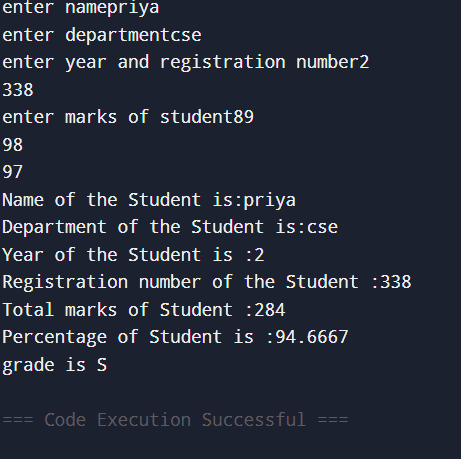 enter namepriya
enter departmentcse
enter year and registration number2
338
enter marks of student89
98
97
Name of the Student is:priya
Department of the Student is:cse
Year of the Student is :2
Registration number of the Student :338
Total marks of Student :284
Percentage of Student is :94.6667
grade is S
=== Code Execution Successful ===